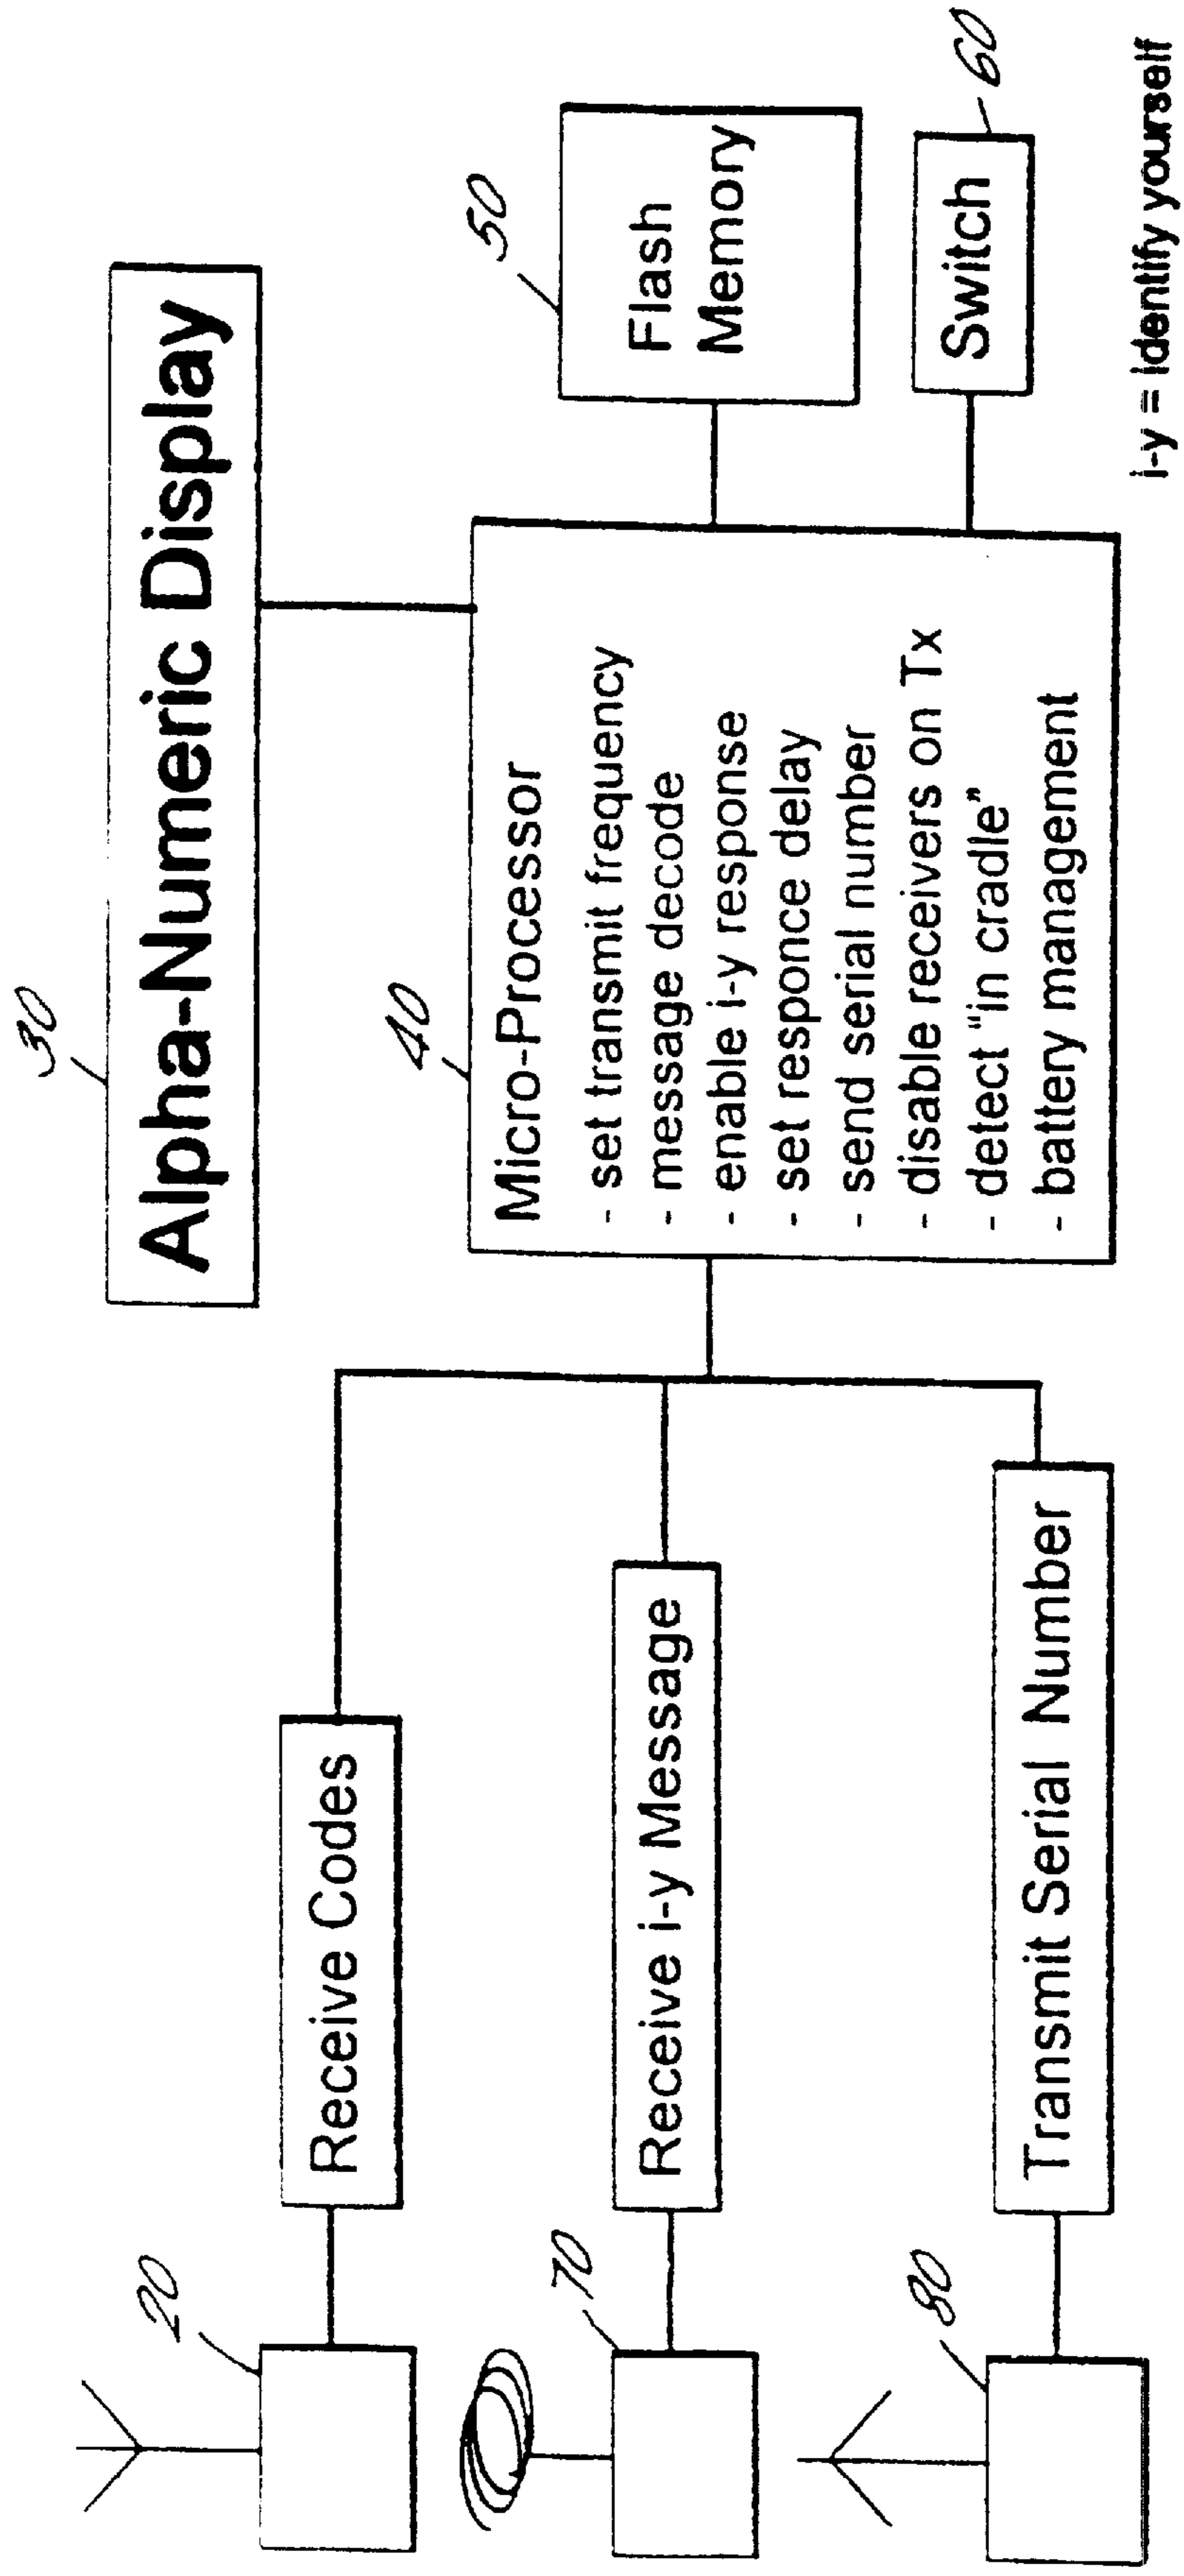 30
Alpha-Numeric Display
20
Receive Codes
40
Micro-Processor
- set transmit frequency
- message decode
- enable i-y response
- set responce delay
- send serial number
- disable receivers on Tx
- detect “in cradle”
- battery management
50
Flash
Memory
70
Receive i-y Message
60
Switch
80
Transmit Serial Number
i-y = identify yourself